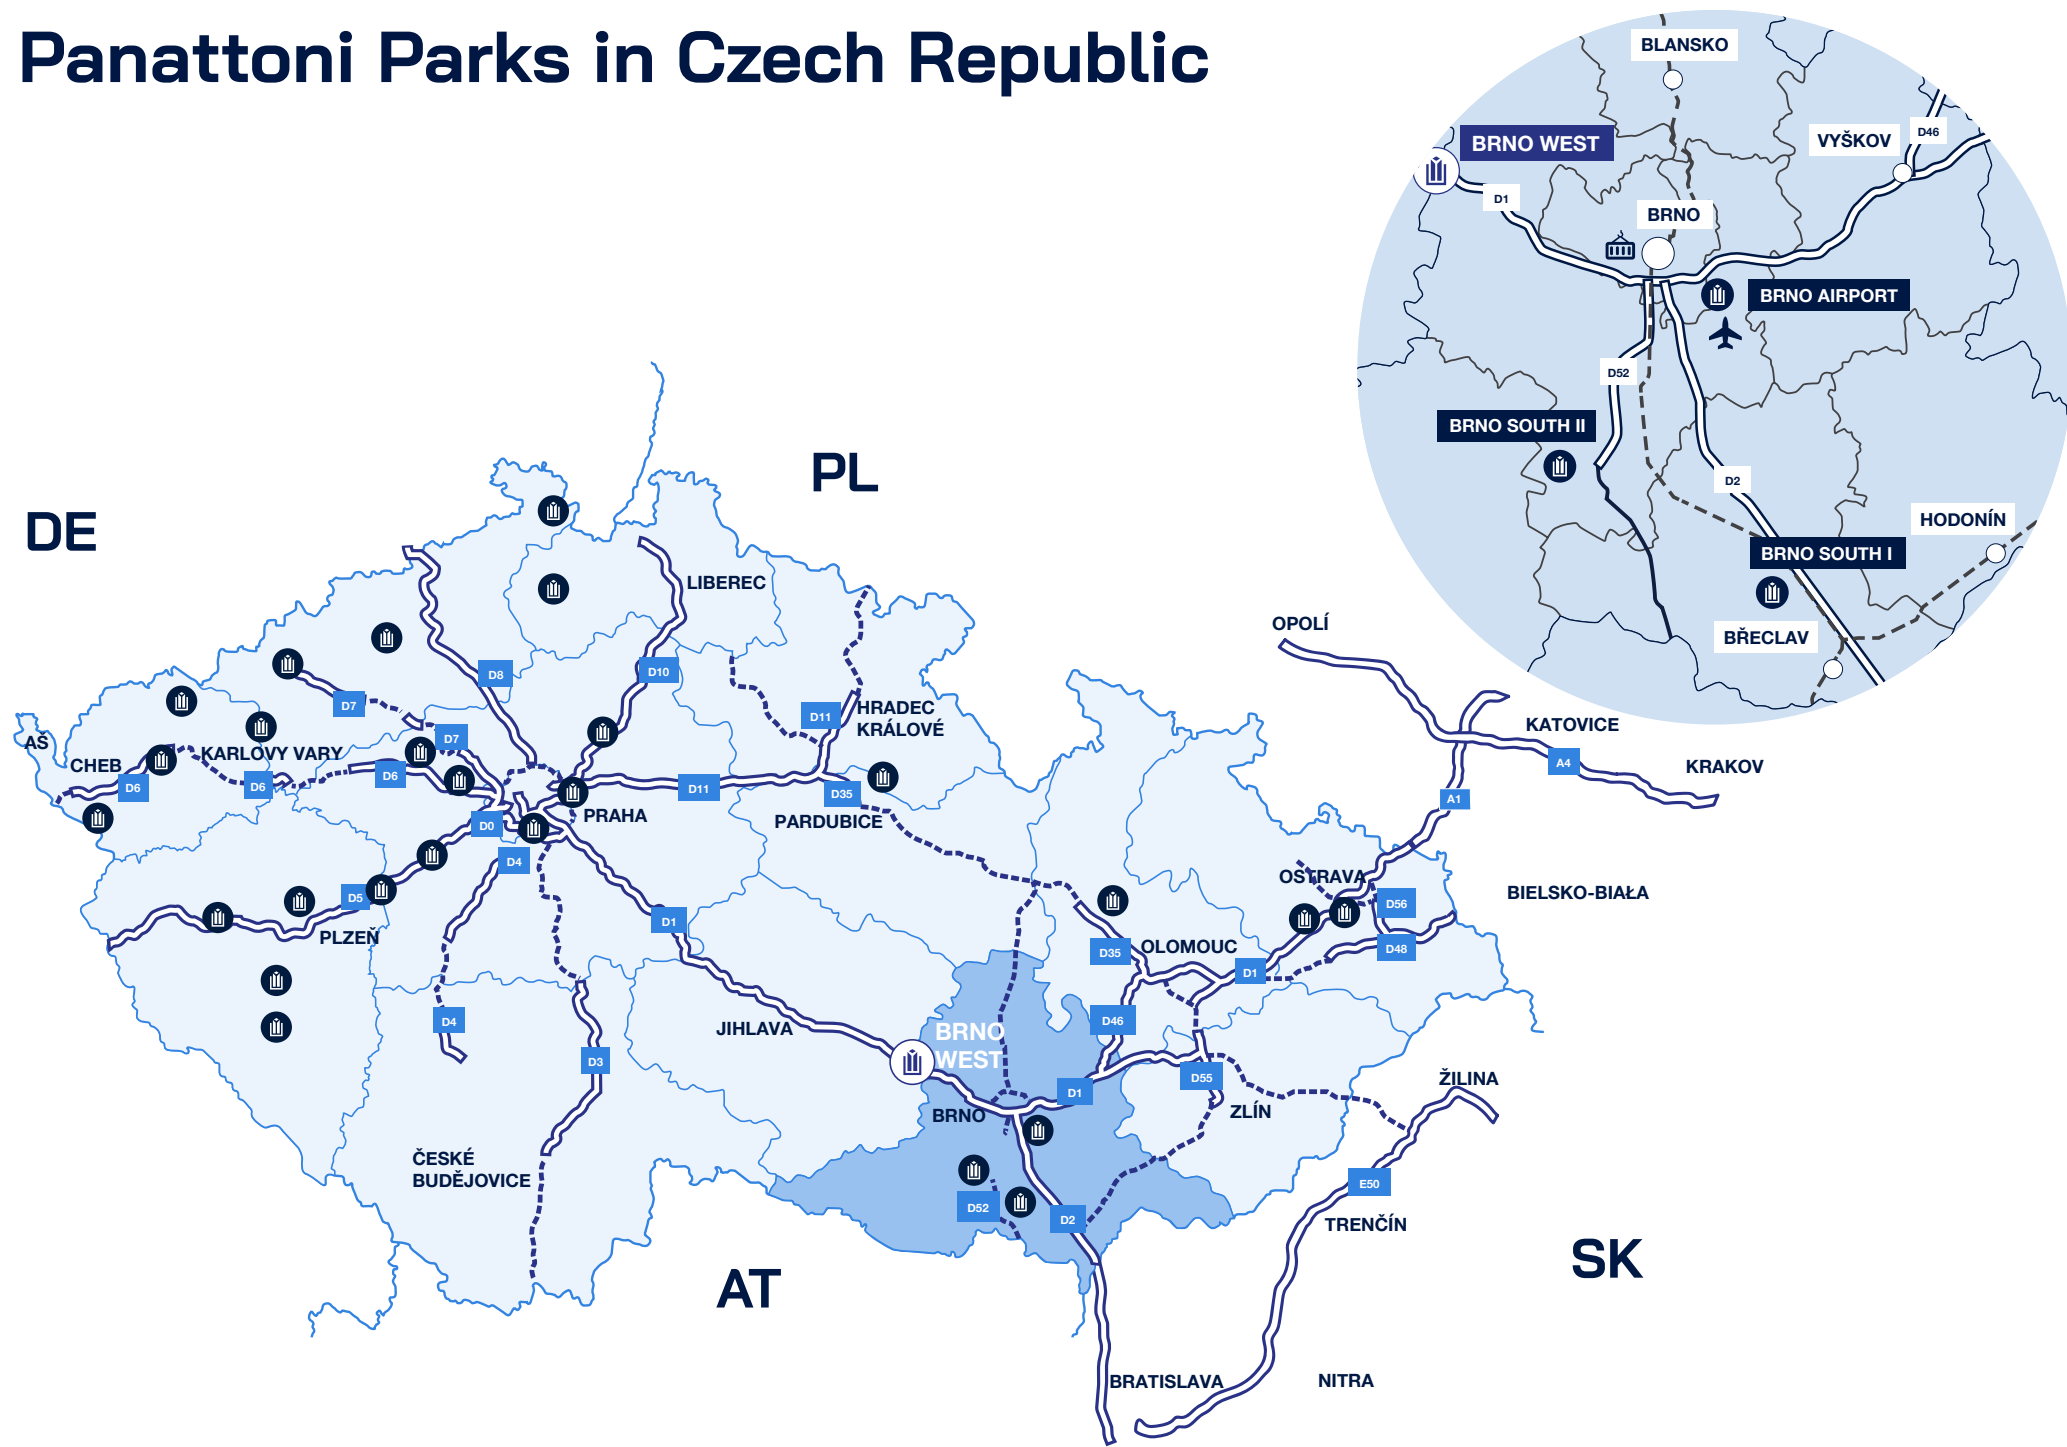 Panattoni Parks in Czech Republic
BLANSKO
BRNO WEST
VYŠKOV
D46
D1
BRNO
BRNO AIRPORT
D52
BRNO SOUTH II
D2
HODONÍN
BRNO SOUTH I
BŘECLAV
PL
DE
LIBEREC
OPOLÍ
D8
D10
D7
D11
HRADEC
KRÁLOVÉ
KATOVICE
AŠ
D7
KARLOVY VARY
CHEB
A4
KRAKOV
D6
D6
D6
D11
D35
A1
PRAHA
PARDUBICE
D0
D4
OSTRAVA
BIELSKO-BIAŁA
D5
D56
D1
PLZEŇ
D35
OLOMOUC
D48
D1
D4
JIHLAVA
BRNO
WEST
D46
D3
D55
ŽILINA
D1
BRNO
ZLÍN
ČESKÉ
BUDĚJOVICE
E50
D52
D2
TRENČÍN
SK
AT
BRATISLAVA
NITRA